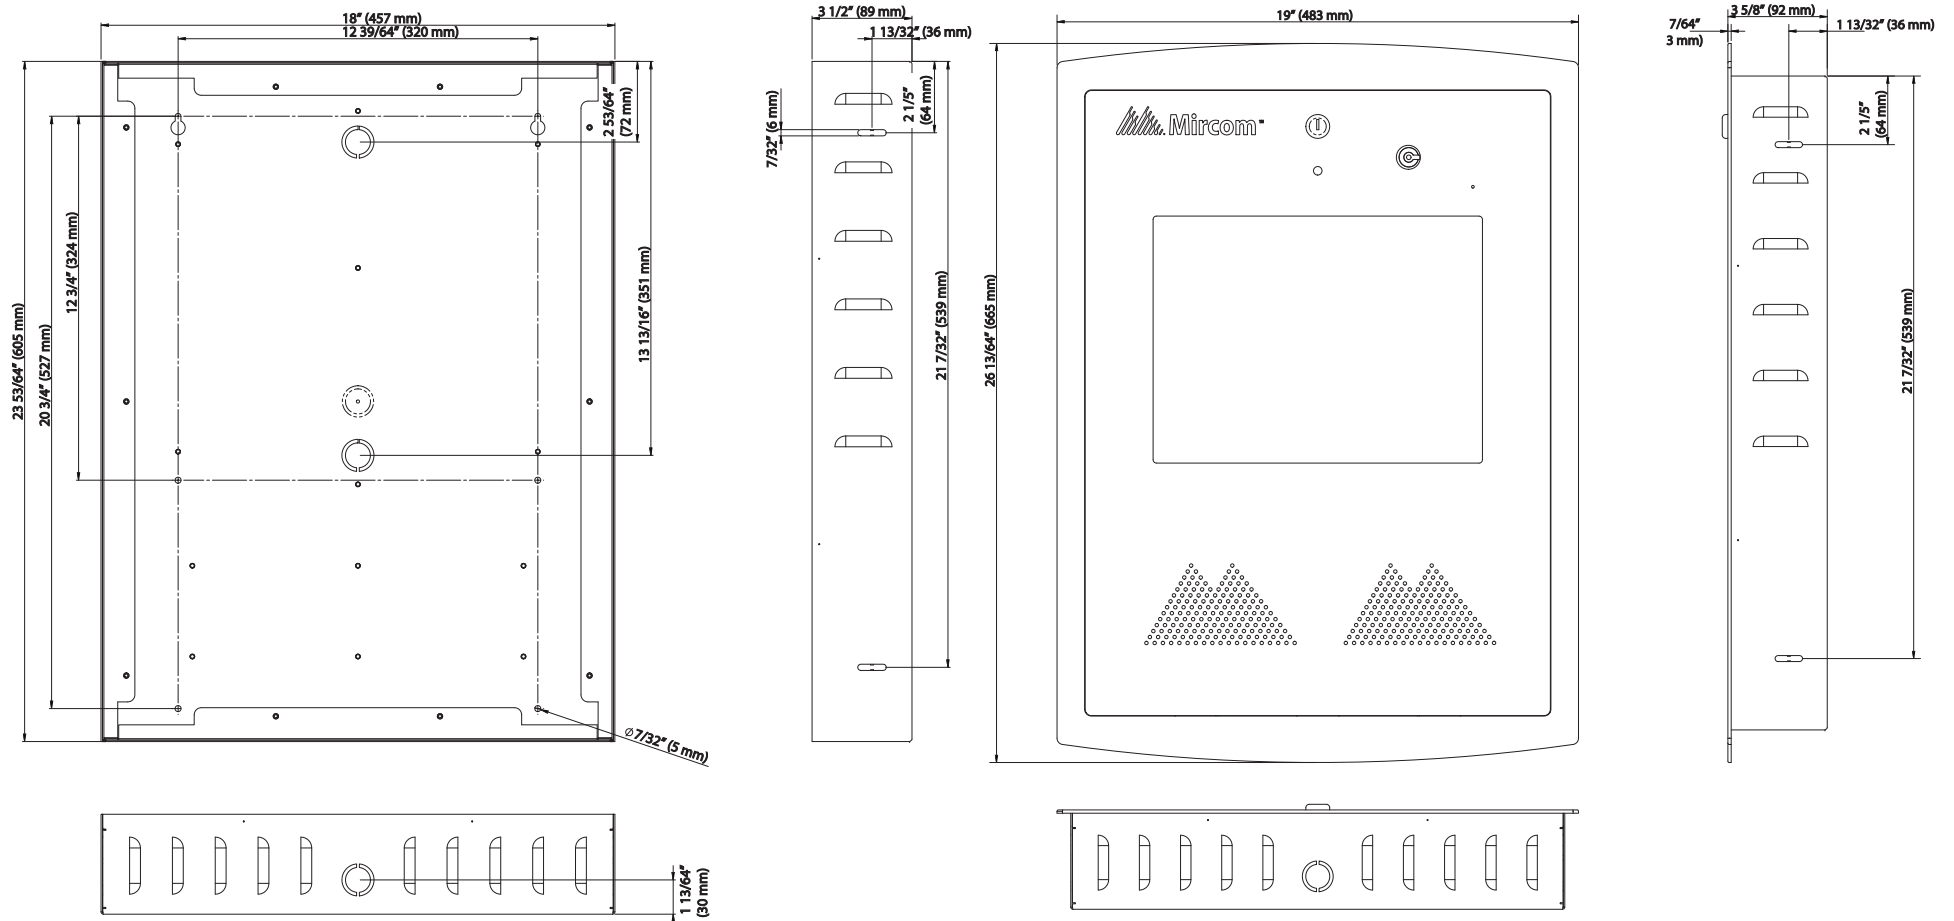 18" (457 mm)
12 39/64" (320 mm)
2 53/64"
(72 mm)
12 3/4" (324 mm)
13 13/16" (351 mm)
20 3/4" (527 mm)
23 53/64" (605 mm)
Ø 7/32" (5 mm)
1 13/64"
(30 mm)
3 1/2" (89 mm)
1 13/32" (36 mm)
7/32" (6 mm)
2 1/5"
(64 mm)
21 7/32" (539 mm)
19" (483 mm)
26 13/64" (665 mm)
Mircom™
3 5/8" (92 mm)
7/64"
3 mm)
1 13/32" (36 mm)
2 1/5"
(64 mm)
21 7/32" (539 mm)